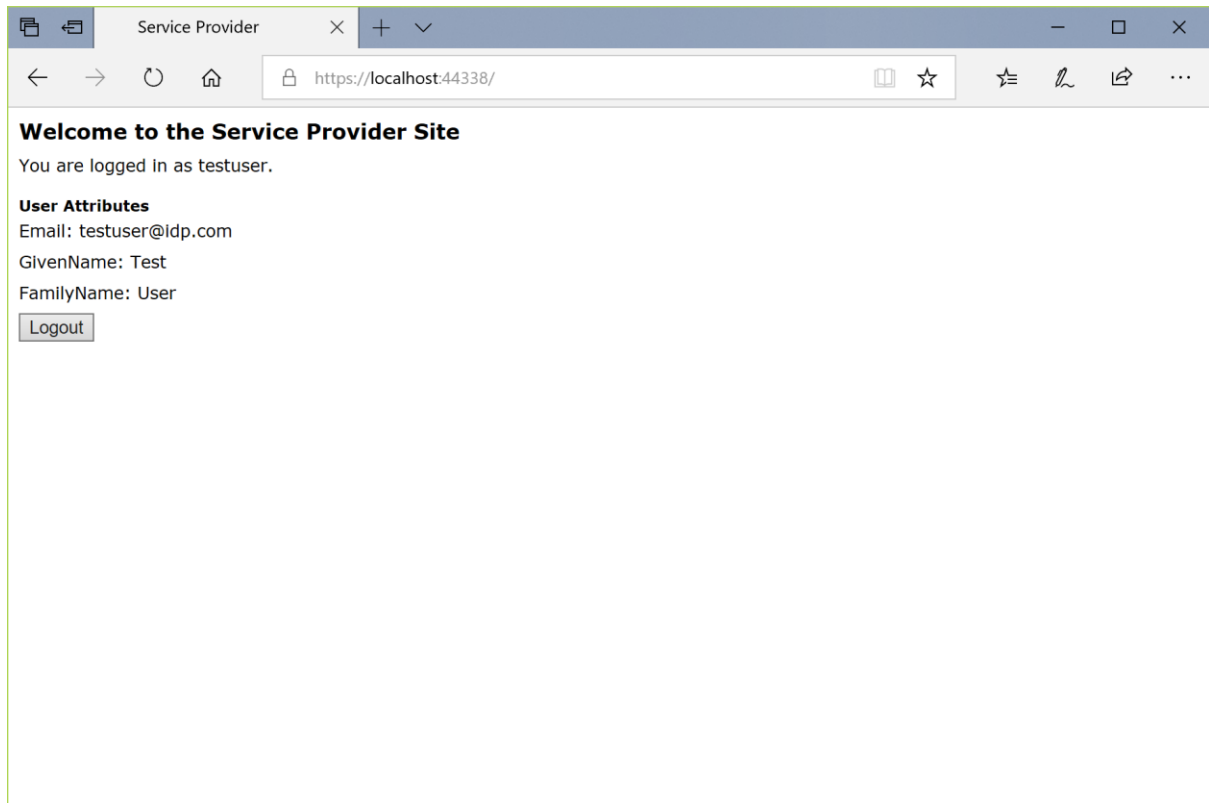 Service Provider
https://localhost:44338/
Welcome to the Service Provider Site
You are logged in as testuser.
User Attributes
Email: testuser@idp.com
GivenName: Test
FamilyName: User
Logout